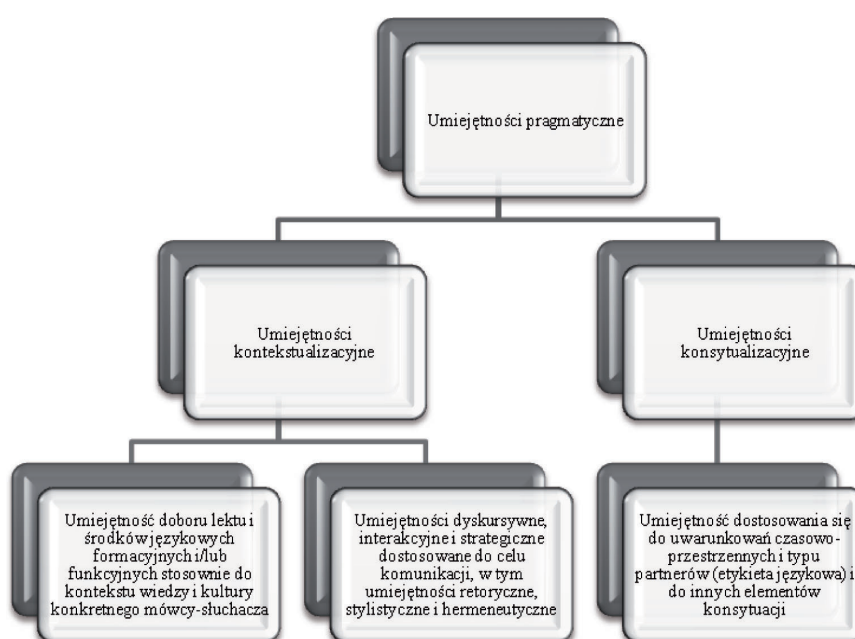 Umiejętności pragmatyczne
Umiejętności
kontekstualizacyjne
Umiejętności
konsytualizacyjne
Umiejętność doboru lektu i
środków językowych
formacyjnych i/lub
funkcyjnych stosownie do
kontekstu wiedzy i kultury
konkretnego mówcy-słuchacza
Umiejętności dyskursywne,
interakcyjne i strategiczne
dostosowane do celu
komunikacji, w tym
umiejętności retoryczne,
stylistyczne i hermeneutyczne
Umiejętność dostosowania się
do uwarunkowań czasowo-
przestrzennych i typu
partnerów (etykieta językowa) i
do innych elementów
konsytuacji